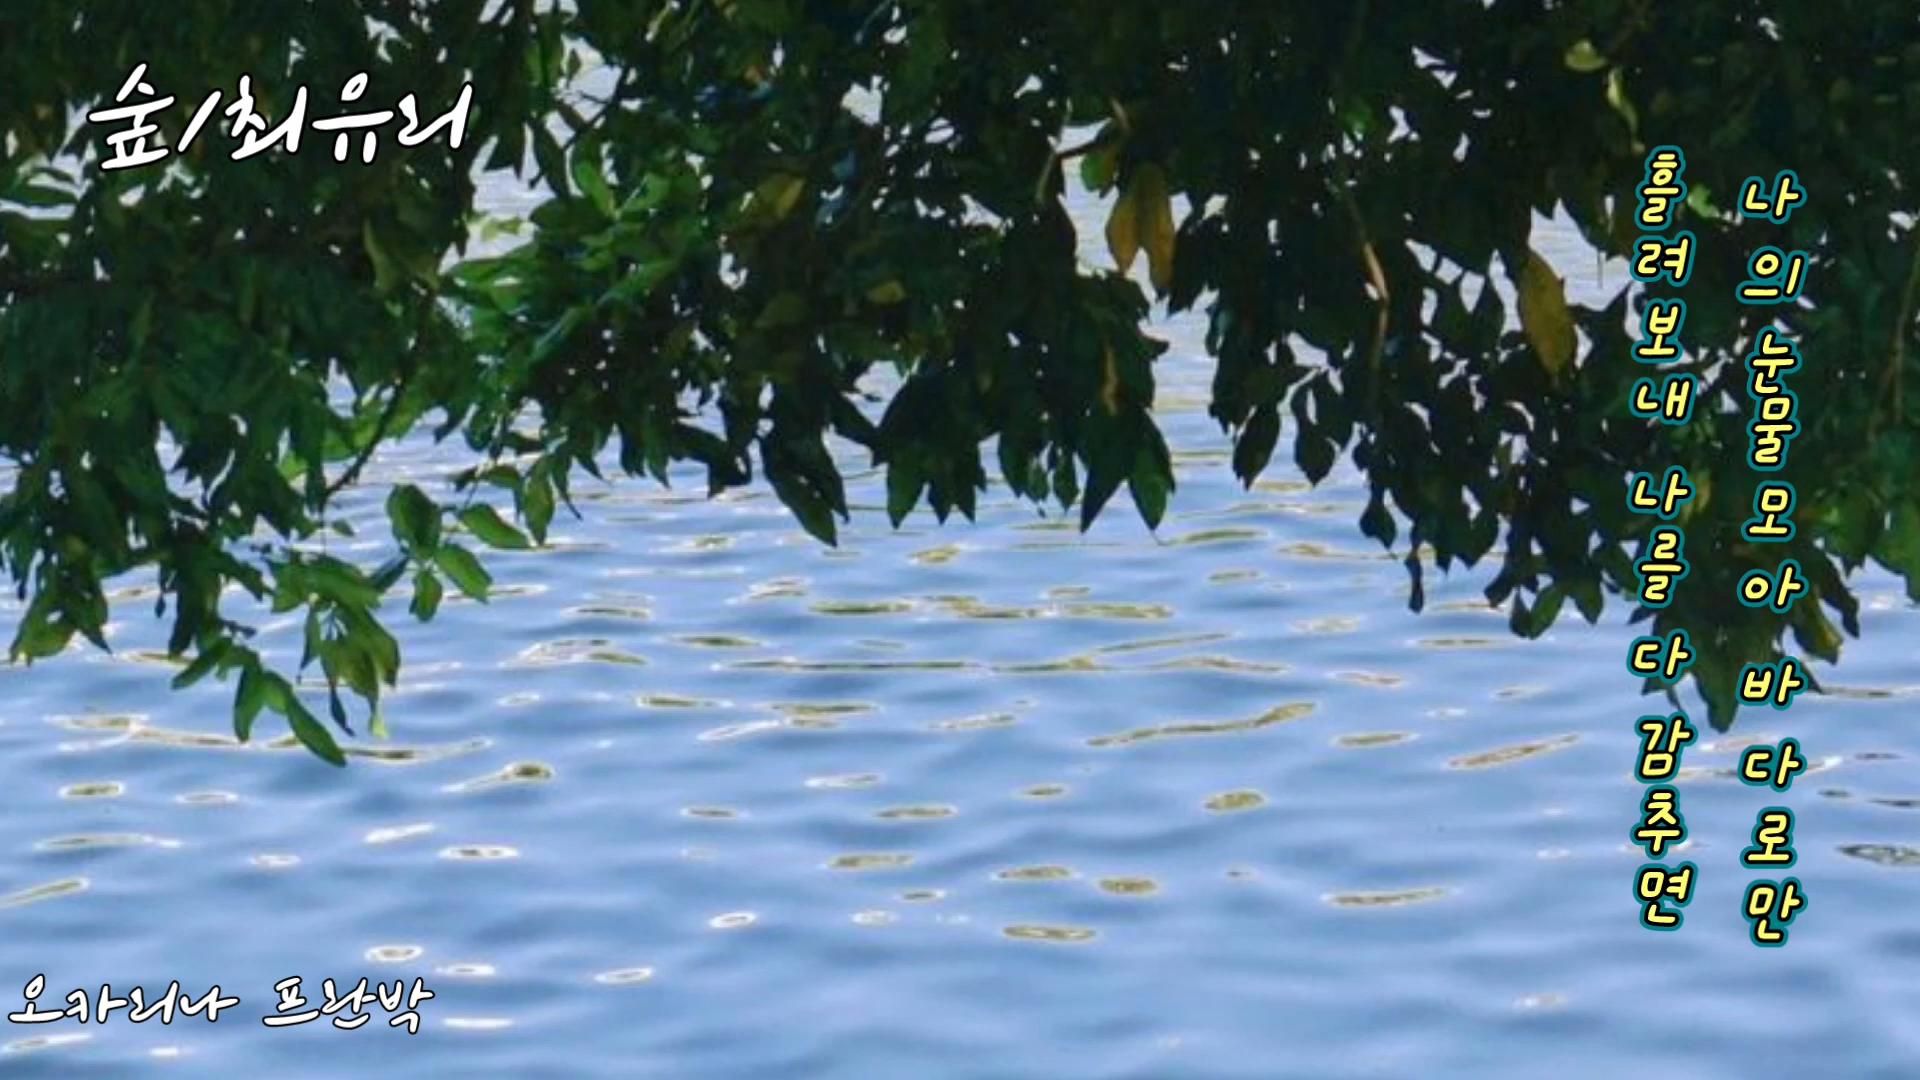 숲/최유리
나의 눈물 모아 바다로만
흘려보내 나를 다 감추면
오카리나 프란박